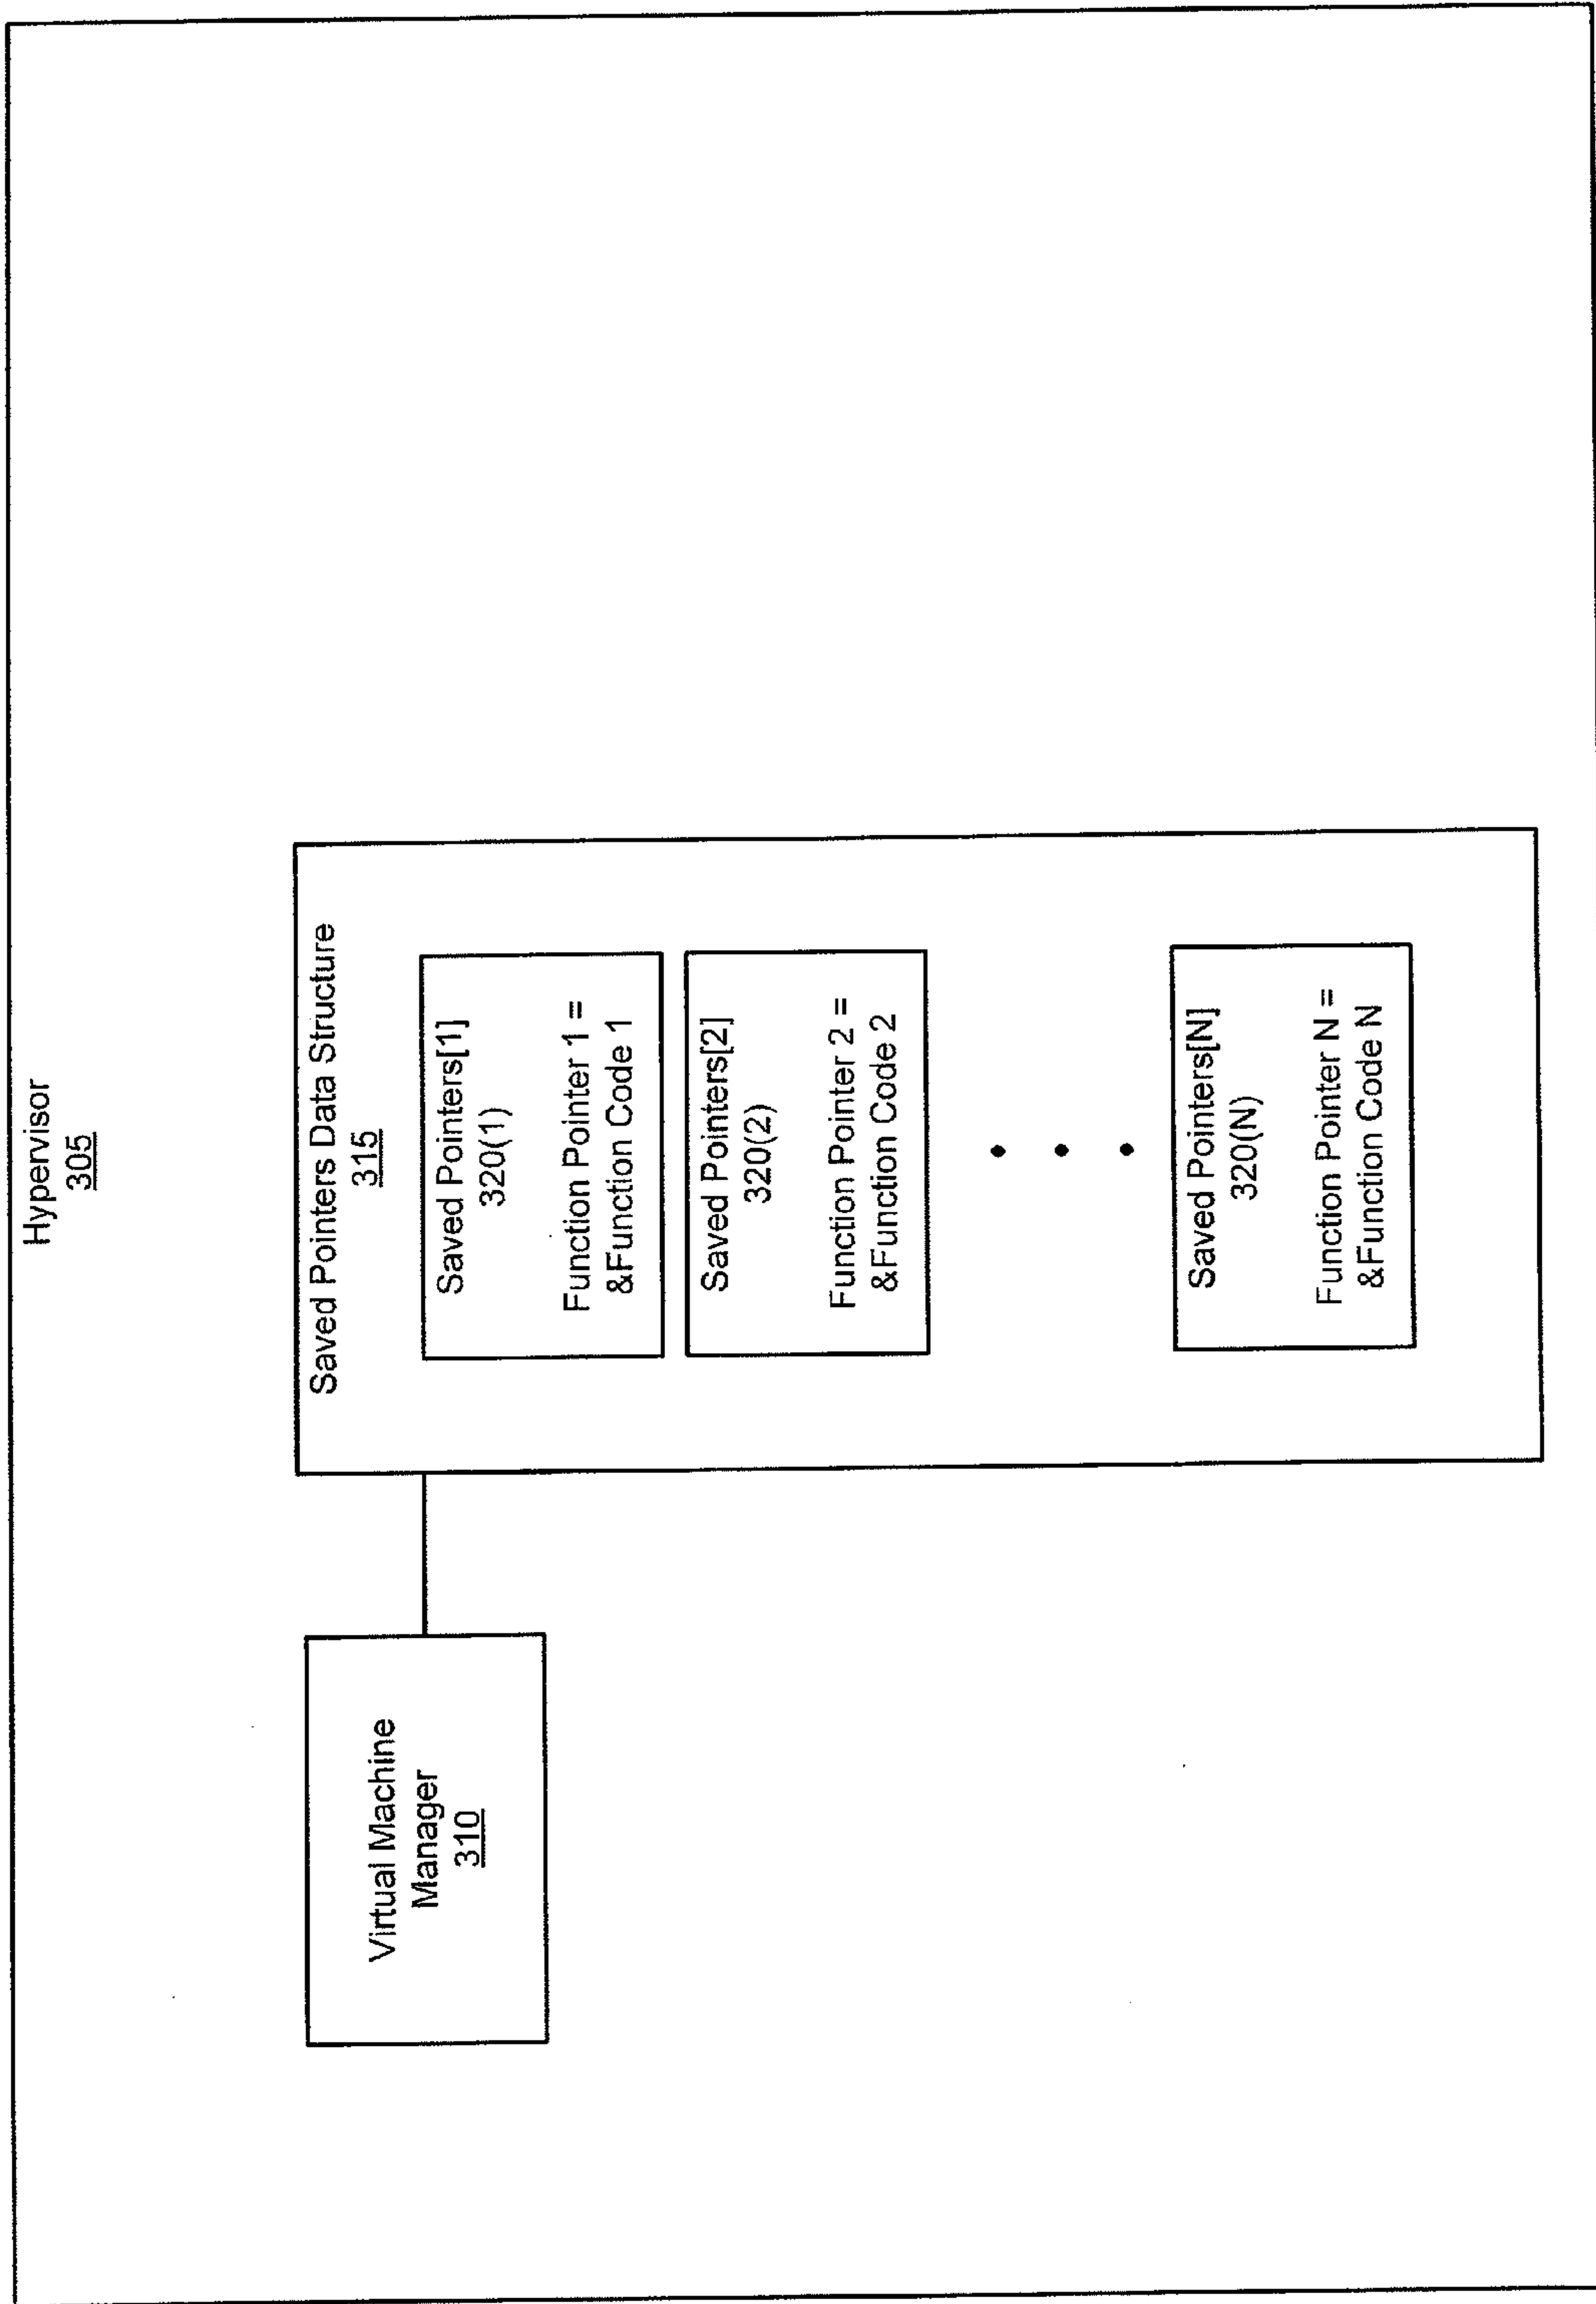 Hypervisor
305
Virtual Machine
Manager
310
Saved Pointers Data Structure
315
Saved Pointers[1]
320(1)
Function Pointer 1 =
&Function Code 1
Saved Pointers[2]
320(2)
Function Pointer 2 =
&Function Code 2
Saved Pointers[N]
320(N)
Function Pointer N =
&Function Code N